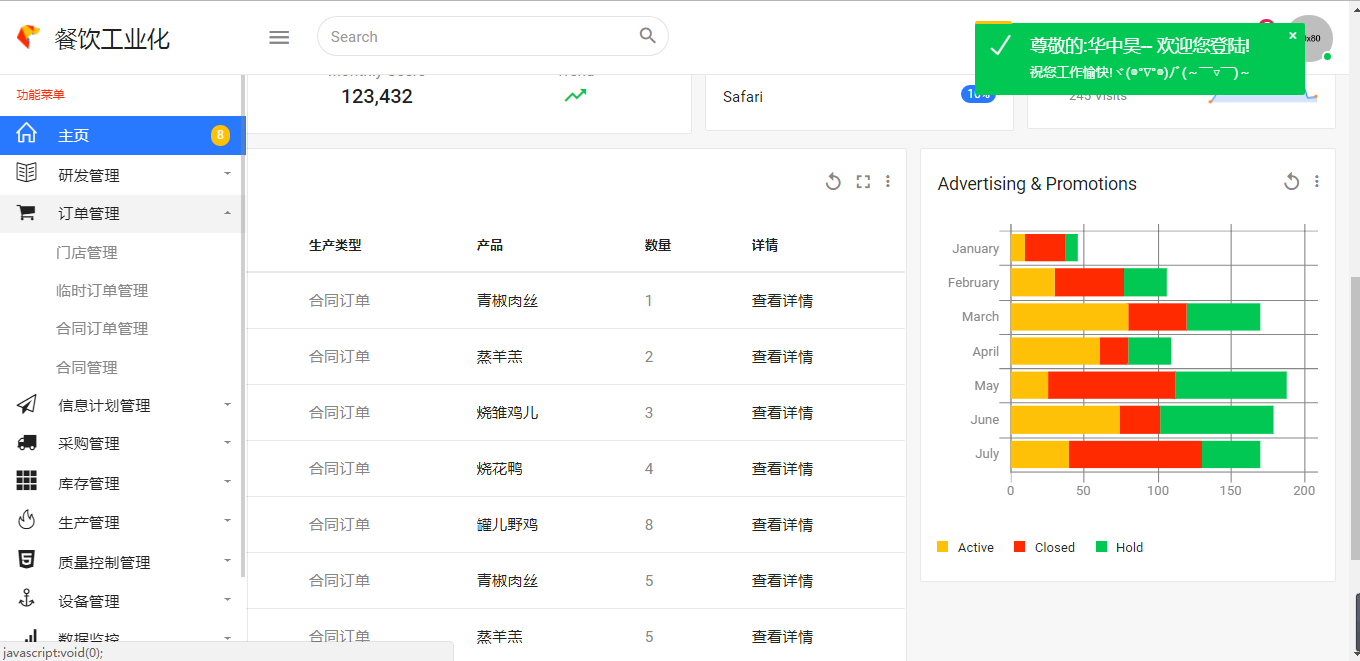 餐饮工业化
Search
尊敬的:华中昊-- 欢迎您登陆!
×
祝您工作愉快!ヾ(๑°∇°๑)ﾉﾞ(～￣▽￣)～
0x80
功能菜单
主页 8
研发管理
订单管理
门店管理
临时订单管理
合同订单管理
合同管理
信息计划管理
采购管理
库存管理
生产管理
质量控制管理
设备管理
数据监控
javascript:void(0);
Monthly Users
Trend
123,432
Safari
10%
245 Visits
生产类型 产品 数量 详情
合同订单 青椒肉丝 1 查看详情
合同订单 蒸羊羔 2 查看详情
合同订单 烧雏鸡儿 3 查看详情
合同订单 烧花鸭 4 查看详情
合同订单 罐儿野鸡 8 查看详情
合同订单 青椒肉丝 5 查看详情
合同订单 蒸羊羔 5 查看详情
Advertising & Promotions
January
February
March
April
May
June
July
0 50 100 150 200
Active Closed Hold